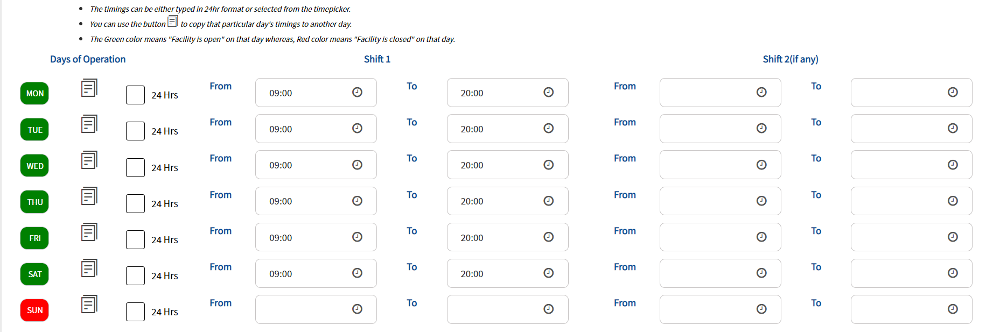 The timings can be either typed in 24hr format or selected from the timepicker.
You can use the button to copy that particular day's timings to another day.
The Green color means "Facility is open" on that day whereas, Red color means "Facility is closed" on that day.
Days of Operation Shift 1 Shift 2(if any)
MON 24 Hrs From 09:00 To 20:00 From To
TUE 24 Hrs From 09:00 To 20:00 From To
WED 24 Hrs From 09:00 To 20:00 From To
THU 24 Hrs From 09:00 To 20:00 From To
FRI 24 Hrs From 09:00 To 20:00 From To
SAT 24 Hrs From 09:00 To 20:00 From To
SUN 24 Hrs From To From To